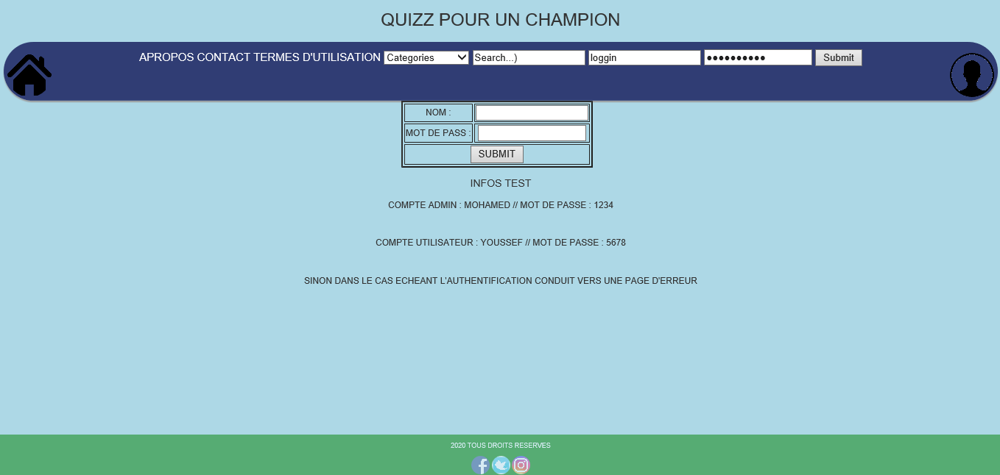 QUIZZ POUR UN CHAMPION
APROPOS CONTACT TERMES D'UTILISATION Categories Search...) loggin ●●●●●●●●●● Submit
NOM :
MOT DE PASS :
SUBMIT
INFOS TEST
COMPTE ADMIN : MOHAMED // MOT DE PASSE : 1234
COMPTE UTILISATEUR : YOUSSEF // MOT DE PASSE : 5678
SINON DANS LE CAS ECHEANT L'AUTHENTIFICATION CONDUIT VERS UNE PAGE D'ERREUR
2020 TOUS DROITS RESERVES